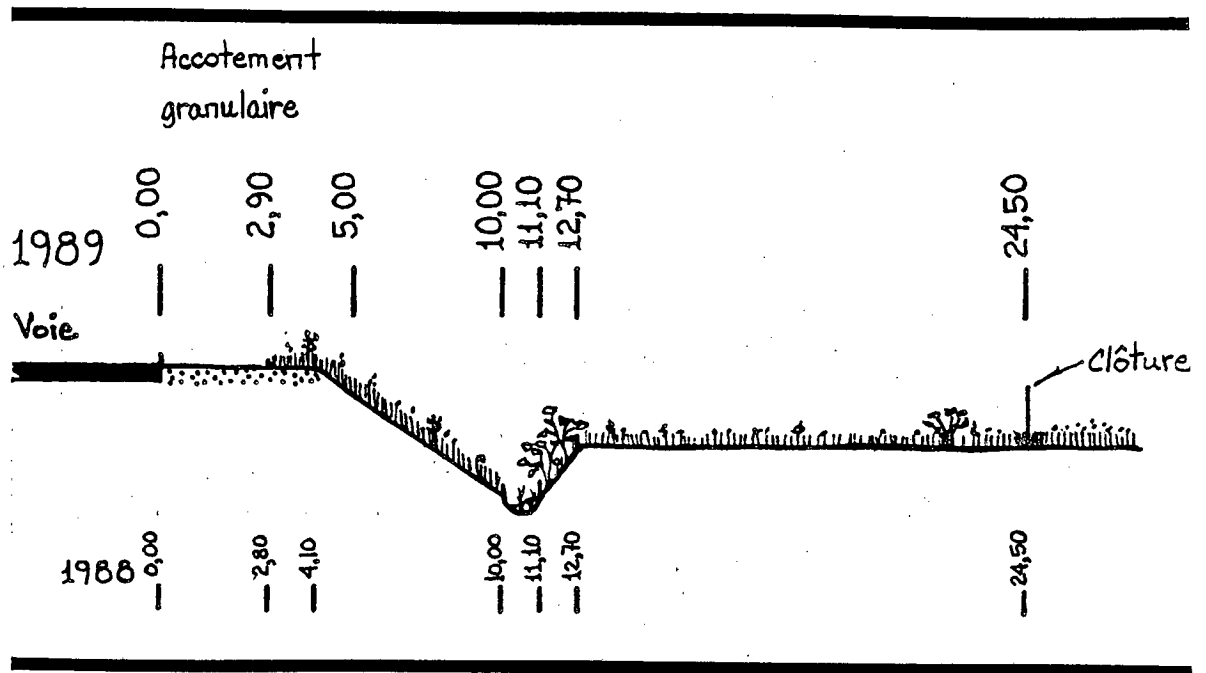 Accotement
granulaire
1989 0,00 2,90 5,00 10,00 11,10 12,70 24,50
Voie
Clôture
1988 0,00 2,80 4,10 10,00 11,10 12,70 24,50